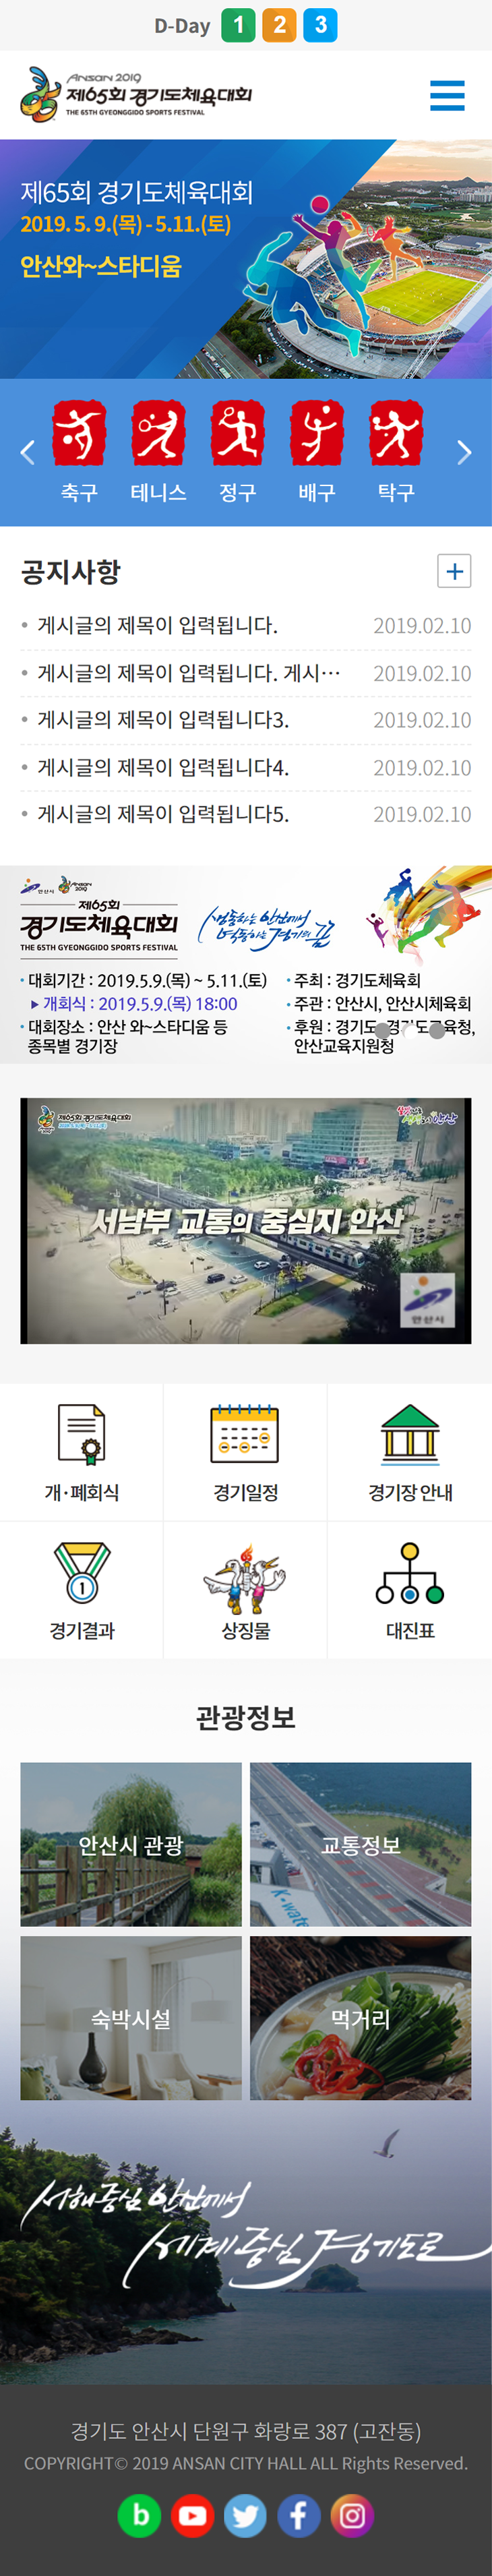 D-Day 1 2 3
Ansan 2019
제65회 경기도체육대회
THE 65TH GYEONGGIDO SPORTS FESTIVAL
제65회 경기도체육대회
2019. 5. 9.(목) - 5.11.(토)
안산와~스타디움
축구 테니스 정구 배구 탁구
공지사항
• 게시글의 제목이 입력됩니다. 2019.02.10
• 게시글의 제목이 입력됩니다. 게시… 2019.02.10
• 게시글의 제목이 입력됩니다3. 2019.02.10
• 게시글의 제목이 입력됩니다4. 2019.02.10
• 게시글의 제목이 입력됩니다5. 2019.02.10
안산시 Ansan 2019
제65회
경기도체육대회
THE 65TH GYEONGGIDO SPORTS FESTIVAL
생동하는 안산에서
역동하는 경기의 꿈
• 대회기간 : 2019.5.9.(목) ~ 5.11.(토)
▶ 개회식 : 2019.5.9.(목) 18:00
• 대회장소 : 안산 와~스타디움 등
종목별 경기장
• 주최 : 경기도체육회
• 주관 : 안산시, 안산시체육회
• 후원 : 경기도, 경기도교육청,
안산교육지원청
제65회 경기도체육대회
서남부 교통의 중심지 안산
안산시
개·폐회식 경기일정 경기장 안내
1
경기결과 상징물 대진표
관광정보
안산시 관광 교통정보
K-water
숙박시설 먹거리
서해중심 안산에서
세계중심 경기도로
경기도 안산시 단원구 화랑로 387 (고잔동)
COPYRIGHT© 2019 ANSAN CITY HALL ALL Rights Reserved.
b